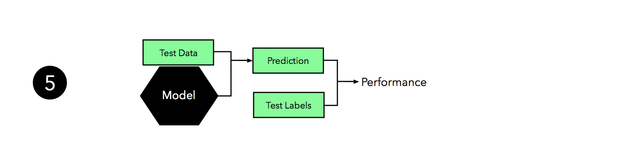 5
Test Data
Model
Prediction
Test Labels
Performance